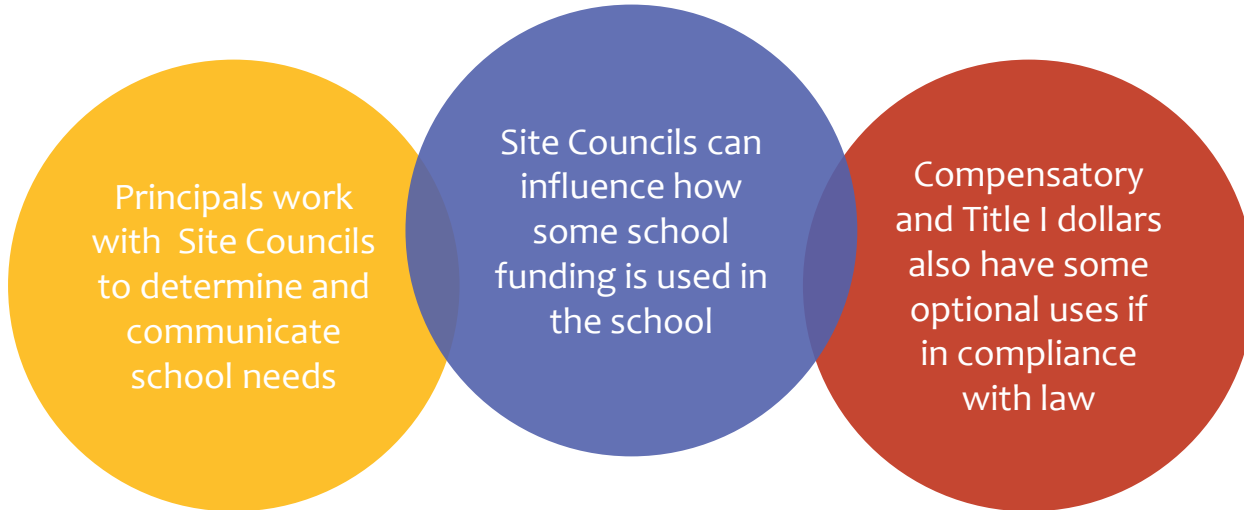 Principals work
with  Site Councils
to determine and
communicate
school needs
Site Councils can
influence how
some school
funding is used in
the school
Compensatory
and Title I dollars
also have some
optional uses if
in compliance
with law